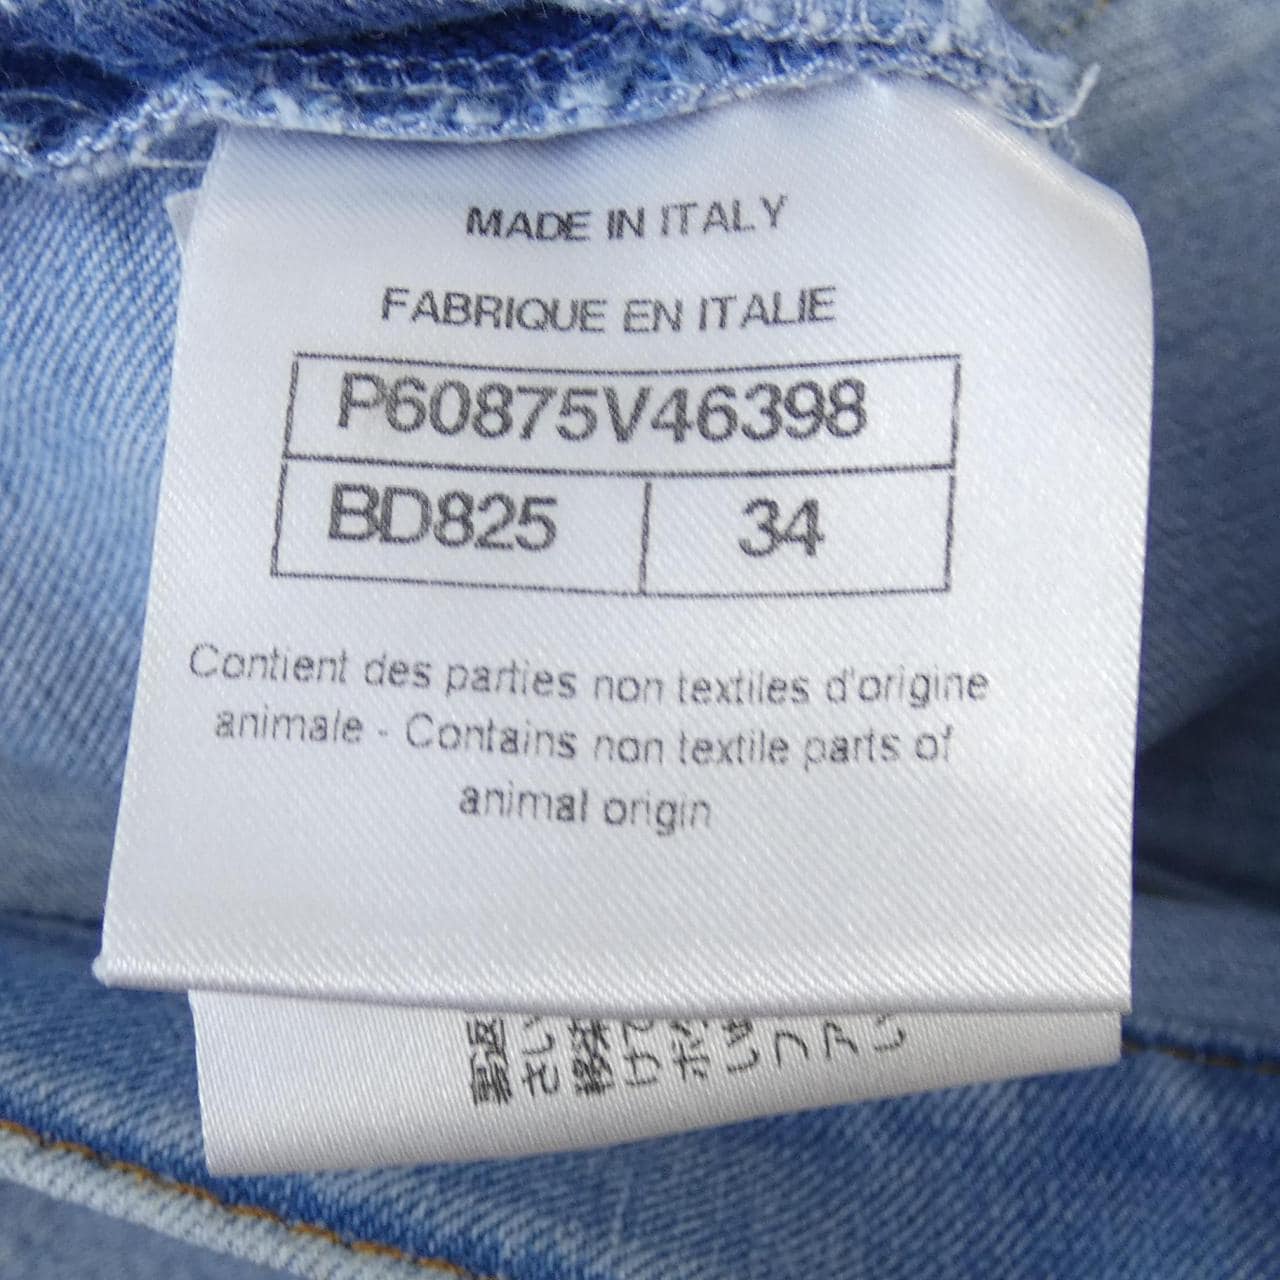 MADE IN ITALY
FABRIQUE EN ITALIE
P60875V46398
BD825 34
Contient des parties non textiles d'origine
animale - Contains non textile parts of
animal origin